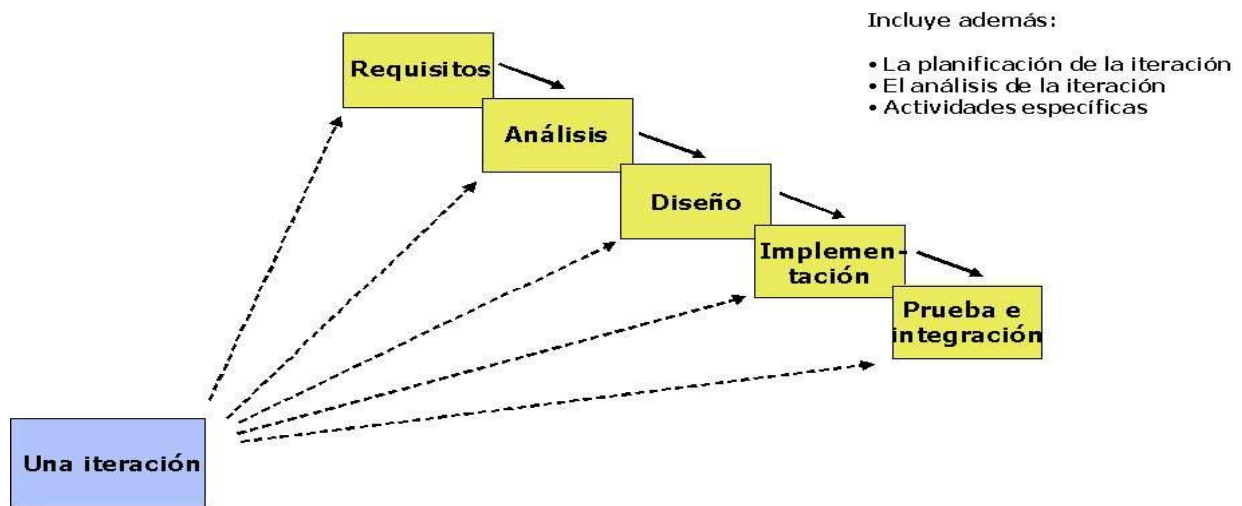 Incluye además:
• La planificación de la iteración
• El análisis de la iteración
• Actividades específicas
Requisitos
Análisis
Diseño
Implemen-
tación
Prueba e
integración
Una iteración